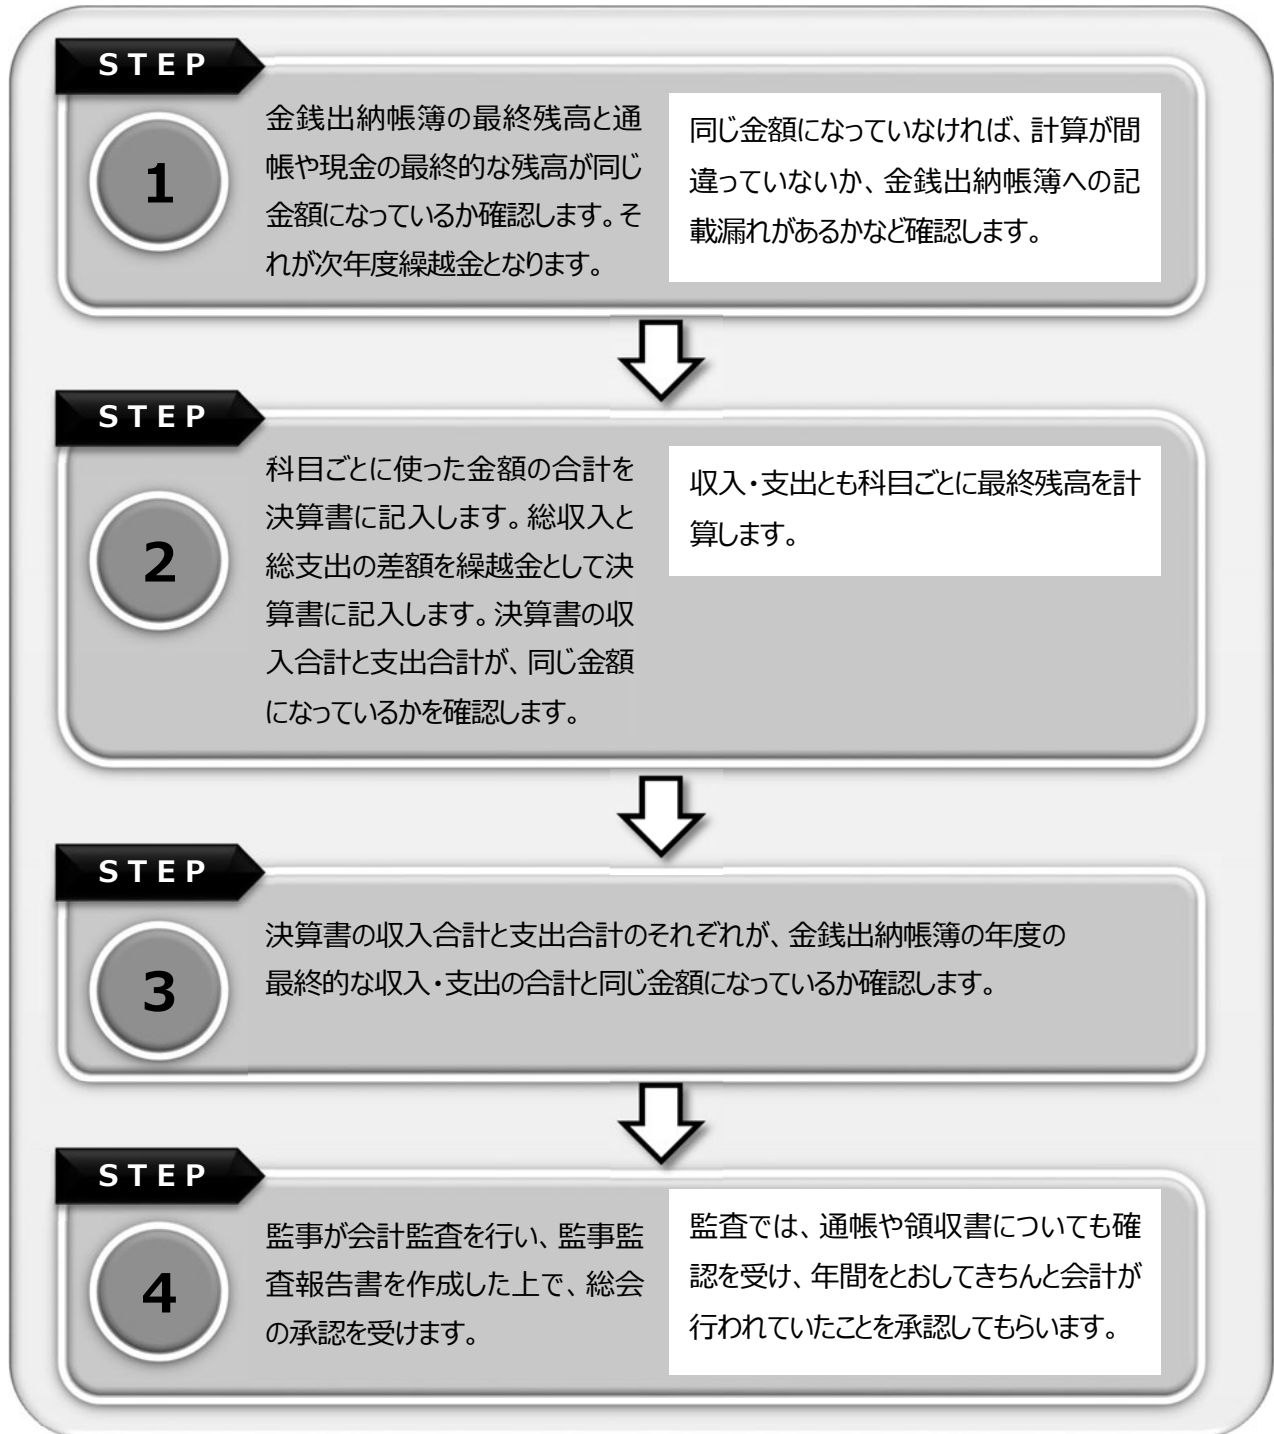 STEP
1
金銭出納帳簿の最終残高と通
帳や現金の最終的な残高が同じ
金額になっているか確認します。そ
れが次年度繰越金となります。
同じ金額になっていなければ、計算が間
違っていないか、金銭出納帳簿への記
載漏れがあるかなど確認します。
STEP
2
科目ごとに使った金額の合計を
決算書に記入します。総収入と
総支出の差額を繰越金として決
算書に記入します。決算書の収
入合計と支出合計が、同じ金額
になっているかを確認します。
収入・支出とも科目ごとに最終残高を計
算します。
STEP
3
決算書の収入合計と支出合計のそれぞれが、金銭出納帳簿の年度の
最終的な収入・支出の合計と同じ金額になっているか確認します。
STEP
4
監事が会計監査を行い、監事監
査報告書を作成した上で、総会
の承認を受けます。
監査では、通帳や領収書についても確
認を受け、年間をとおしてきちんと会計が
行われていたことを承認してもらいます。